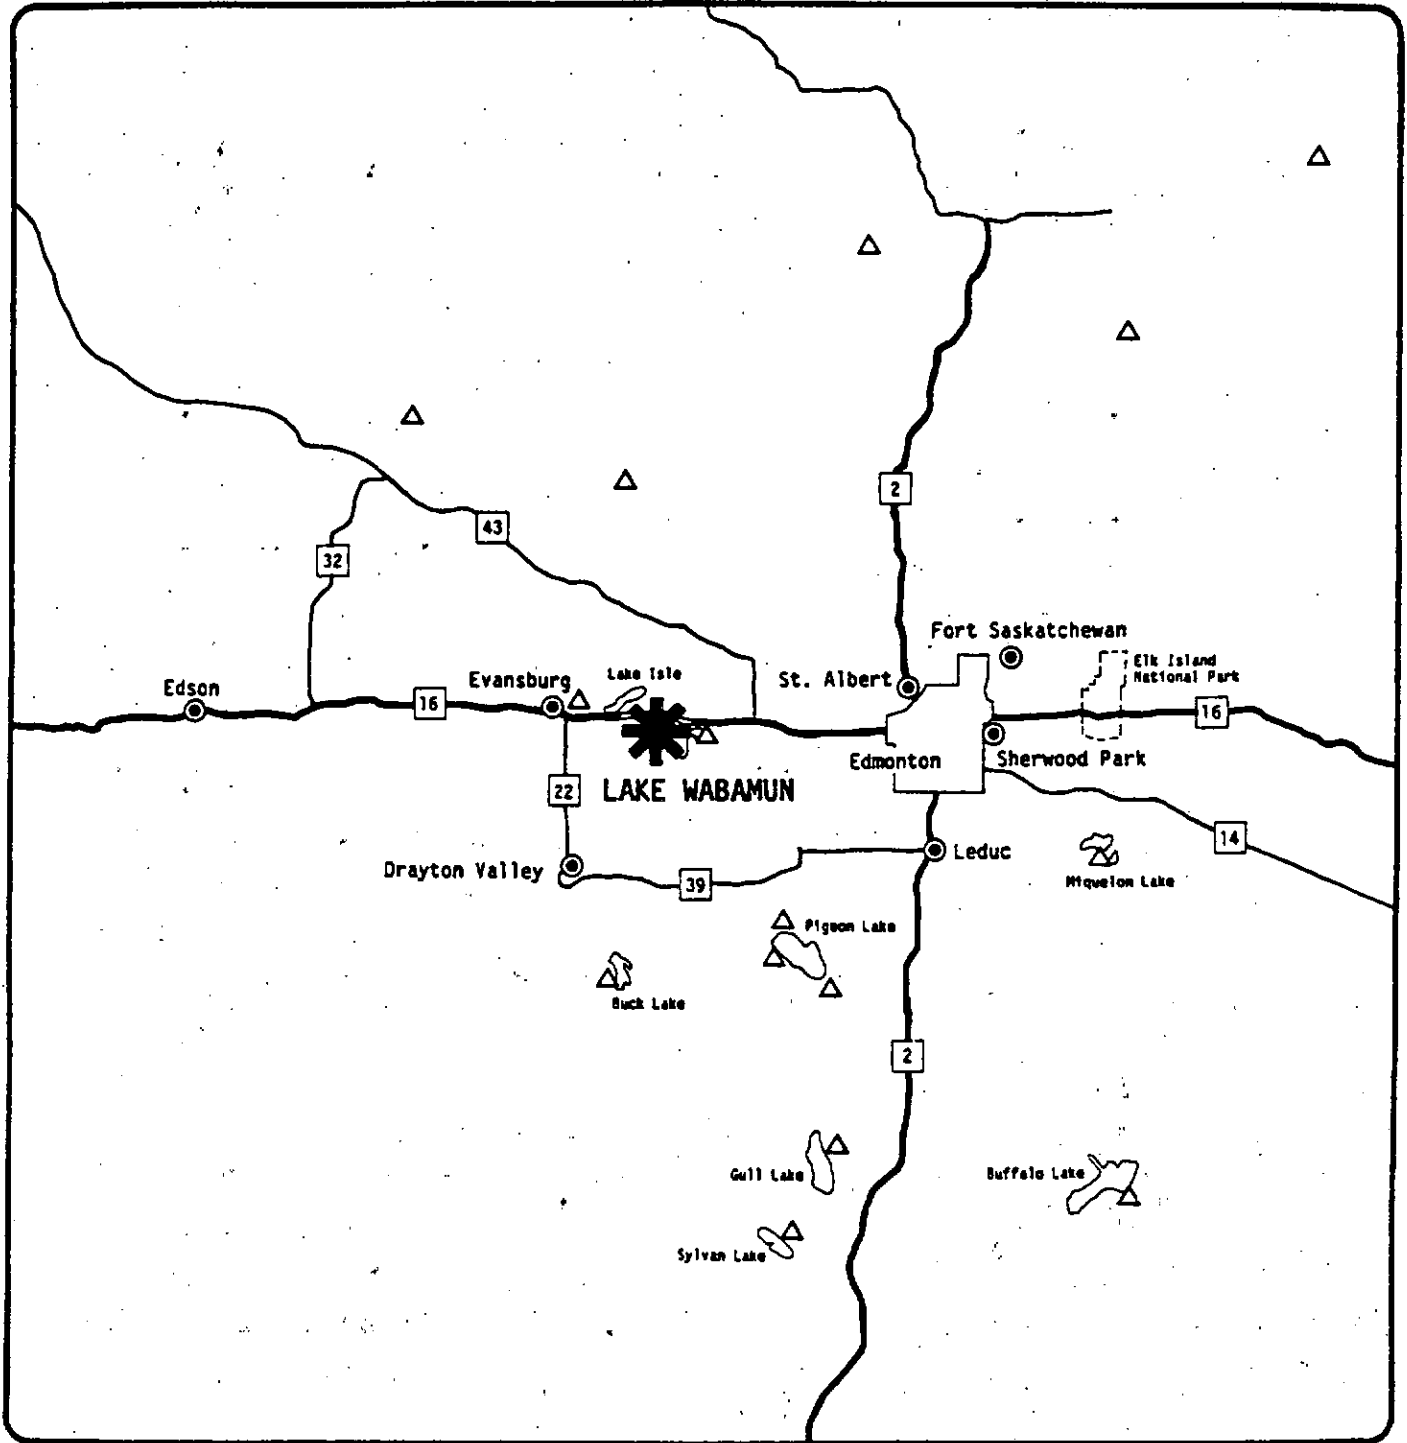 2
43
32
Fort Saskatchewan
Elk Island
National Park
Lake Isle
St. Albert
Evansburg
Edson
16
16
Edmonton
Sherwood Park
22
LAKE WABAMUN
14
Leduc
Drayton Valley
39
Miquelon Lake
Pigeon Lake
Buck Lake
2
Gull Lake
Buffalo Lake
Sylvan Lake